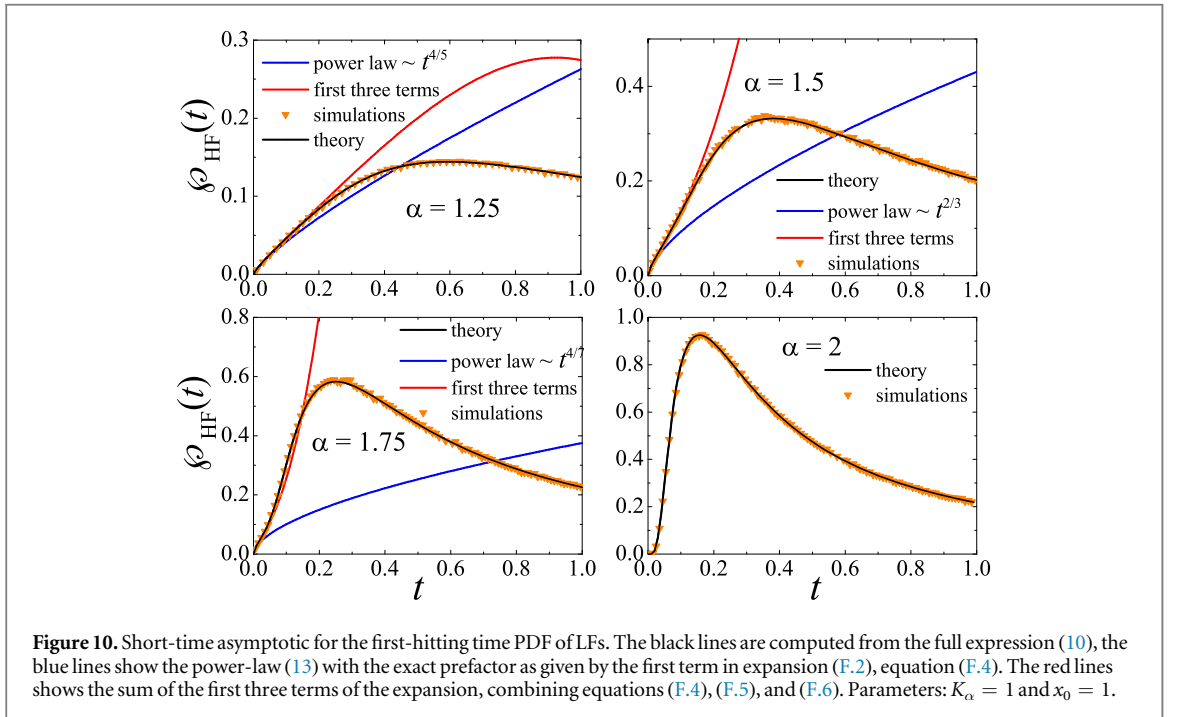 0.3
0.2
0.1
0.0
℘HF(t)
power law ~ t^4/5
first three terms
simulations
theory
α = 1.25
0.0 0.2 0.4 0.6 0.8 1.0
0.4
0.2
0.0
α = 1.5
theory
power law ~ t^2/3
first three terms
simulations
0.0 0.2 0.4 0.6 0.8 1.0
0.8
0.6
0.4
0.2
0.0
℘HF(t)
theory
power law ~ t^4/7
first three terms
simulations
α = 1.75
0.0 0.2 0.4 0.6 0.8 1.0
t
1.0
0.8
0.6
0.4
0.2
0.0
α = 2
theory
simulations
0.0 0.2 0.4 0.6 0.8 1.0
t
Figure 10. Short-time asymptotic for the first-hitting time PDF of LFs. The black lines are computed from the full expression (10), the
blue lines show the power-law (13) with the exact prefactor as given by the first term in expansion (F.2), equation (F.4). The red lines
shows the sum of the first three terms of the expansion, combining equations (F.4), (F.5), and (F.6). Parameters: Kα = 1 and x0 = 1.